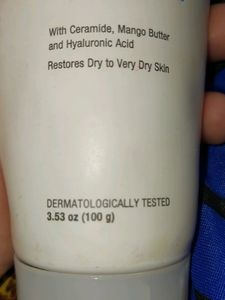 With Ceramide, Mango Butter
and Hyaluronic Acid
Restores Dry to Very Dry Skin
DERMATOLOGICALLY TESTED
3.53 oz (100 g)